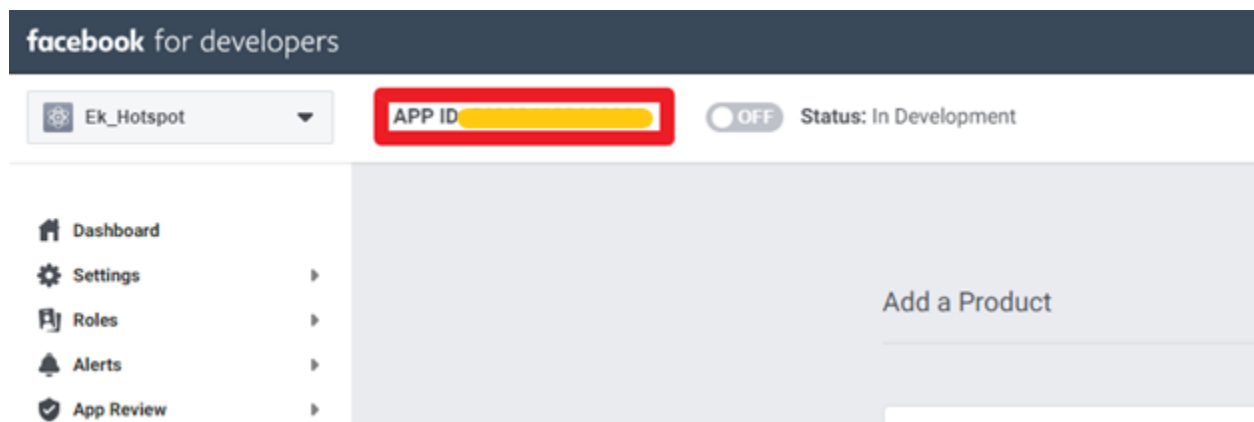 facebook for developers
Ek_Hotspot
APP ID
OFF
Status: In Development
Dashboard
Settings
Roles
Alerts
App Review
Add a Product